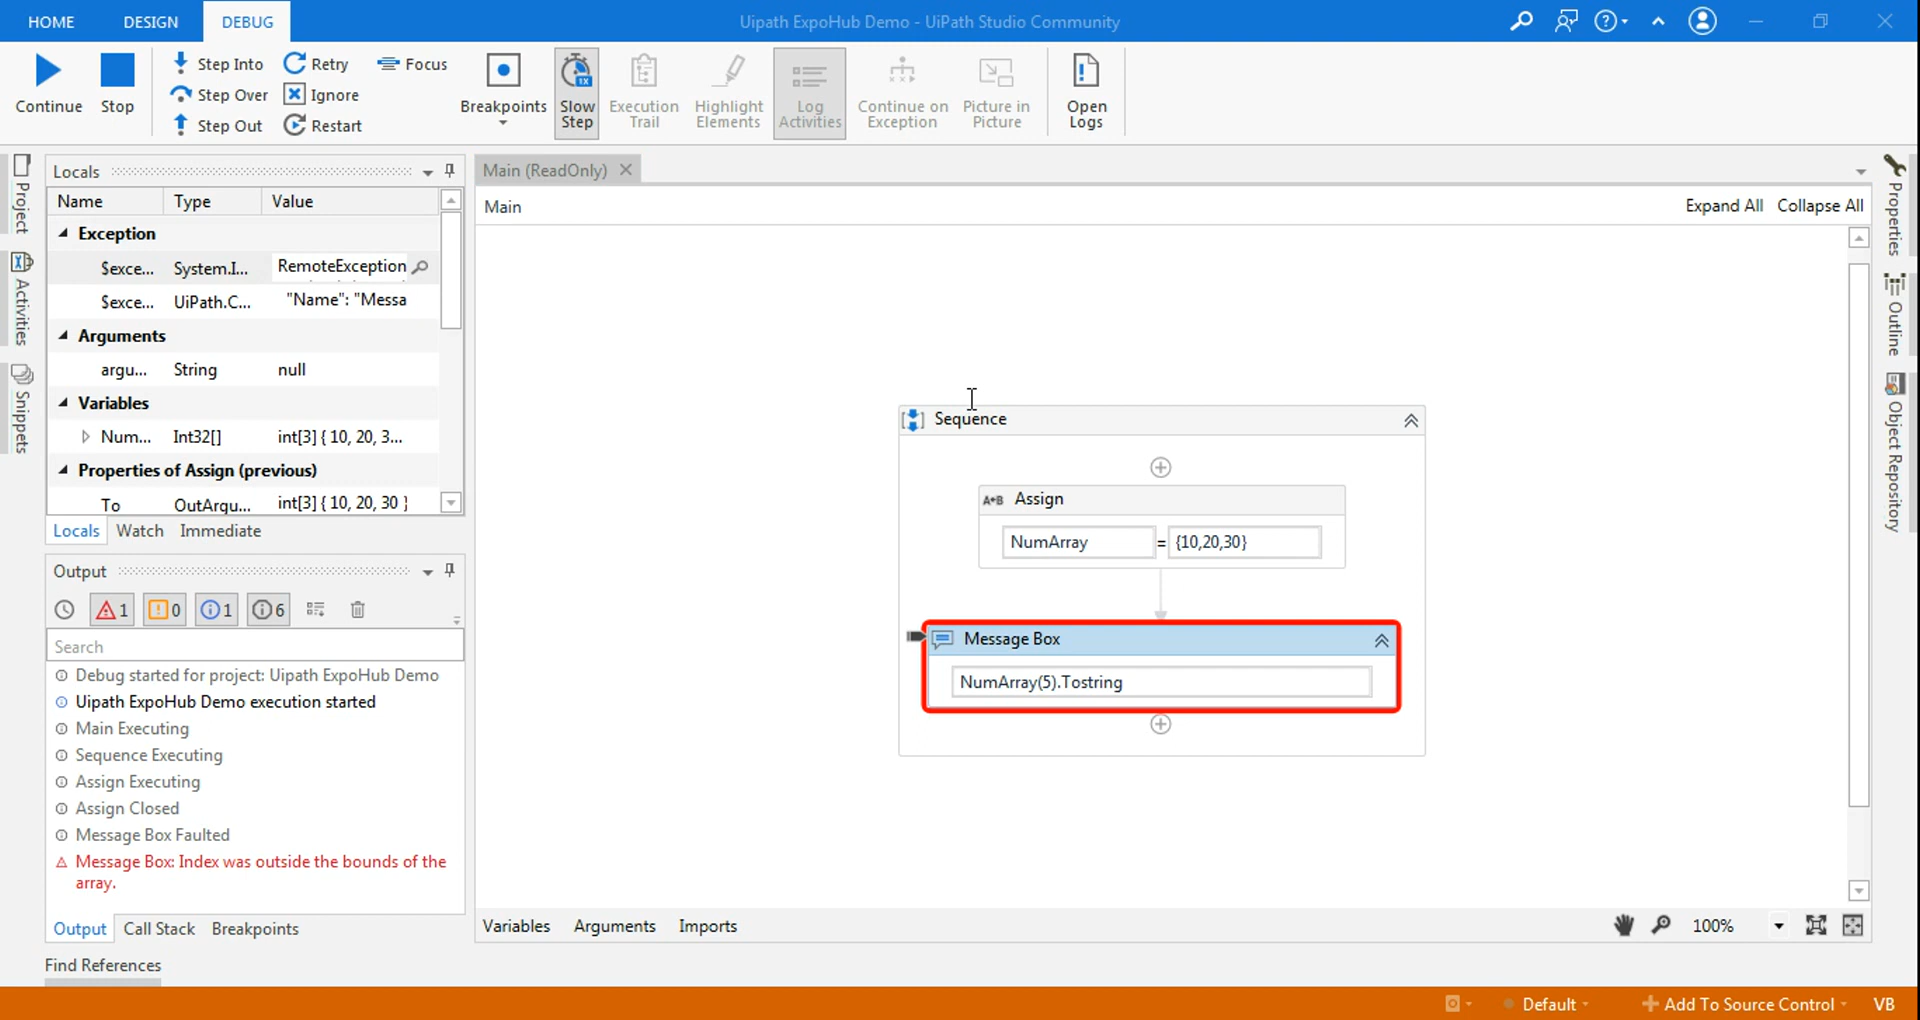 HOME DESIGN DEBUG Uipath ExpoHub Demo - UiPath Studio Community
Continue Stop
Step Into Retry Focus
Step Over Ignore
Step Out Restart
Breakpoints
Slow Step 1X
Execution Trail
Highlight Elements
Log Activities
Continue on Exception
Picture in Picture
Open Logs
Project
Activities
Snippets
Locals
Name Type Value
Exception
$exce... System.I... RemoteException
$exce... UiPath.C... "Name": "Messa
Arguments
argu... String null
Variables
Num... Int32[] int[3] { 10, 20, 3...
Properties of Assign (previous)
To OutArgu... int[3] { 10, 20, 30 }
Locals Watch Immediate
Output
1 0 1 6
Search
Debug started for project: Uipath ExpoHub Demo
Uipath ExpoHub Demo execution started
Main Executing
Sequence Executing
Assign Executing
Assign Closed
Message Box Faulted
Message Box: Index was outside the bounds of the
array.
Output Call Stack Breakpoints
Find References
Main (ReadOnly)
Main Expand All Collapse All
Sequence
A+B Assign
NumArray = {10,20,30}
Message Box
NumArray(5).Tostring
Variables Arguments Imports 100%
Properties
Outline
Object Repository
Default Add To Source Control VB